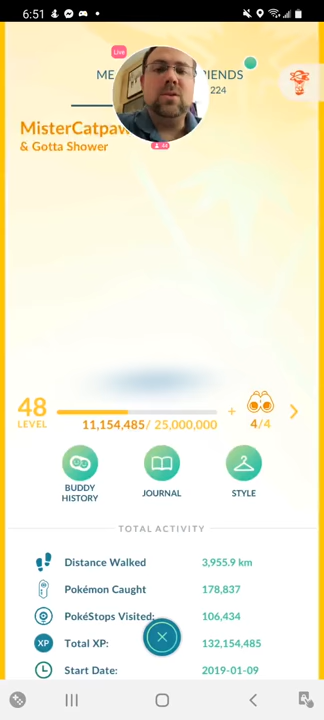 6:51
Live
ME FRIENDS
224
MisterCatpaw
& Gotta Shower
44
48
LEVEL
11,154,485/ 25,000,000
+
4/4
BUDDY
HISTORY
JOURNAL
STYLE
TOTAL ACTIVITY
Distance Walked 3,955.9 km
Pokémon Caught 178,837
PokéStops Visited: 106,434
XP Total XP: 132,154,485
Start Date: 2019-01-09